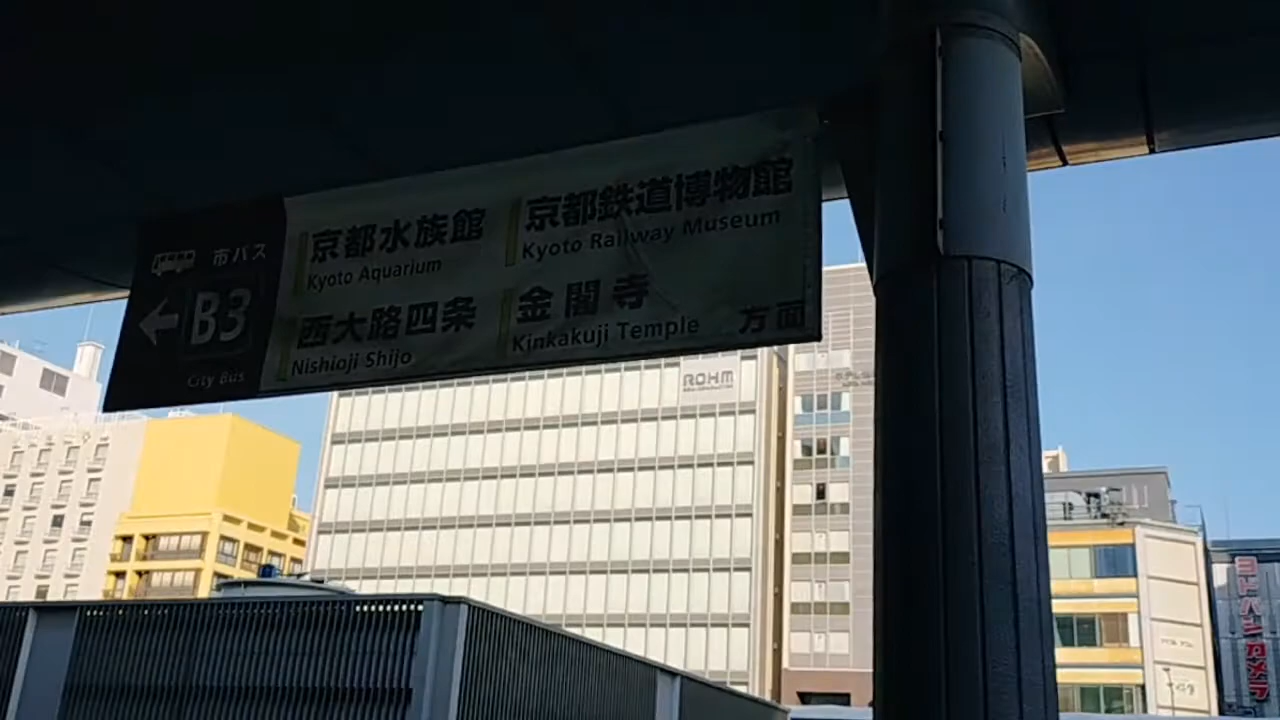 市バス
B3
City Bus
京都水族館
Kyoto Aquarium
京都鉄道博物館
Kyoto Railway Museum
西大路四条
Nishioji Shijo
金閣寺
Kinkakuji Temple
方面
ROHM
ヨドバシカメラ